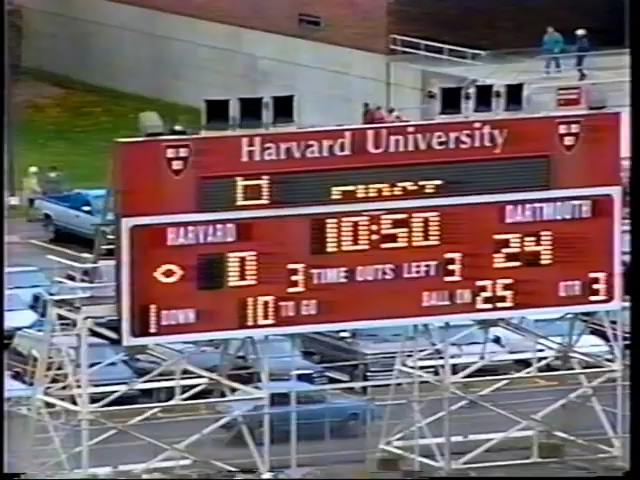 Harvard University
HARVARD 10:50 DARTMOUTH
0 3 TIME OUTS LEFT 3 24
1 DOWN 10 TO GO BALL ON 25 QTR 3